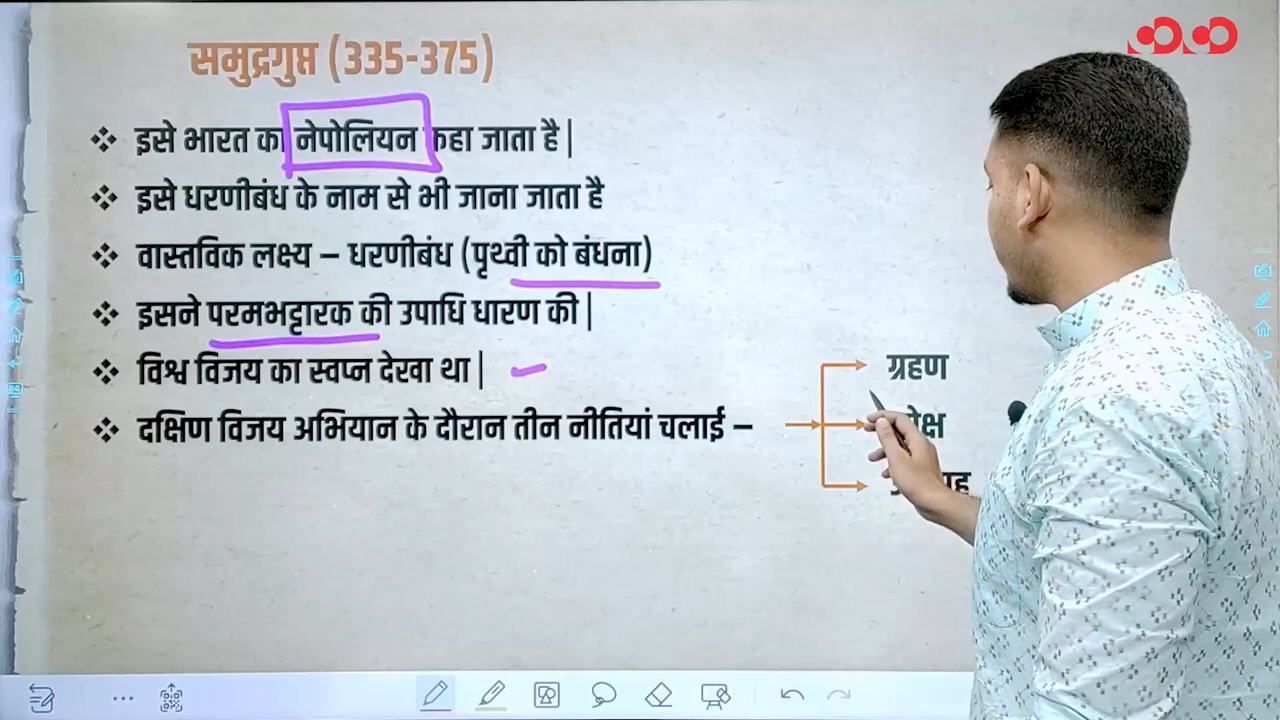 समुद्रगुप्त (335-375)
❖ इसे भारत का नेपोलियन कहा जाता है |
❖ इसे धरणीबंध के नाम से भी जाना जाता है
❖ वास्तविक लक्ष्य – धरणीबंध (पृथ्वी को बंधना)
❖ इसने परमभट्टारक की उपाधि धारण की |
❖ विश्व विजय का स्वप्न देखा था |
❖ दक्षिण विजय अभियान के दौरान तीन नीतियां चलाई –
ग्रहण